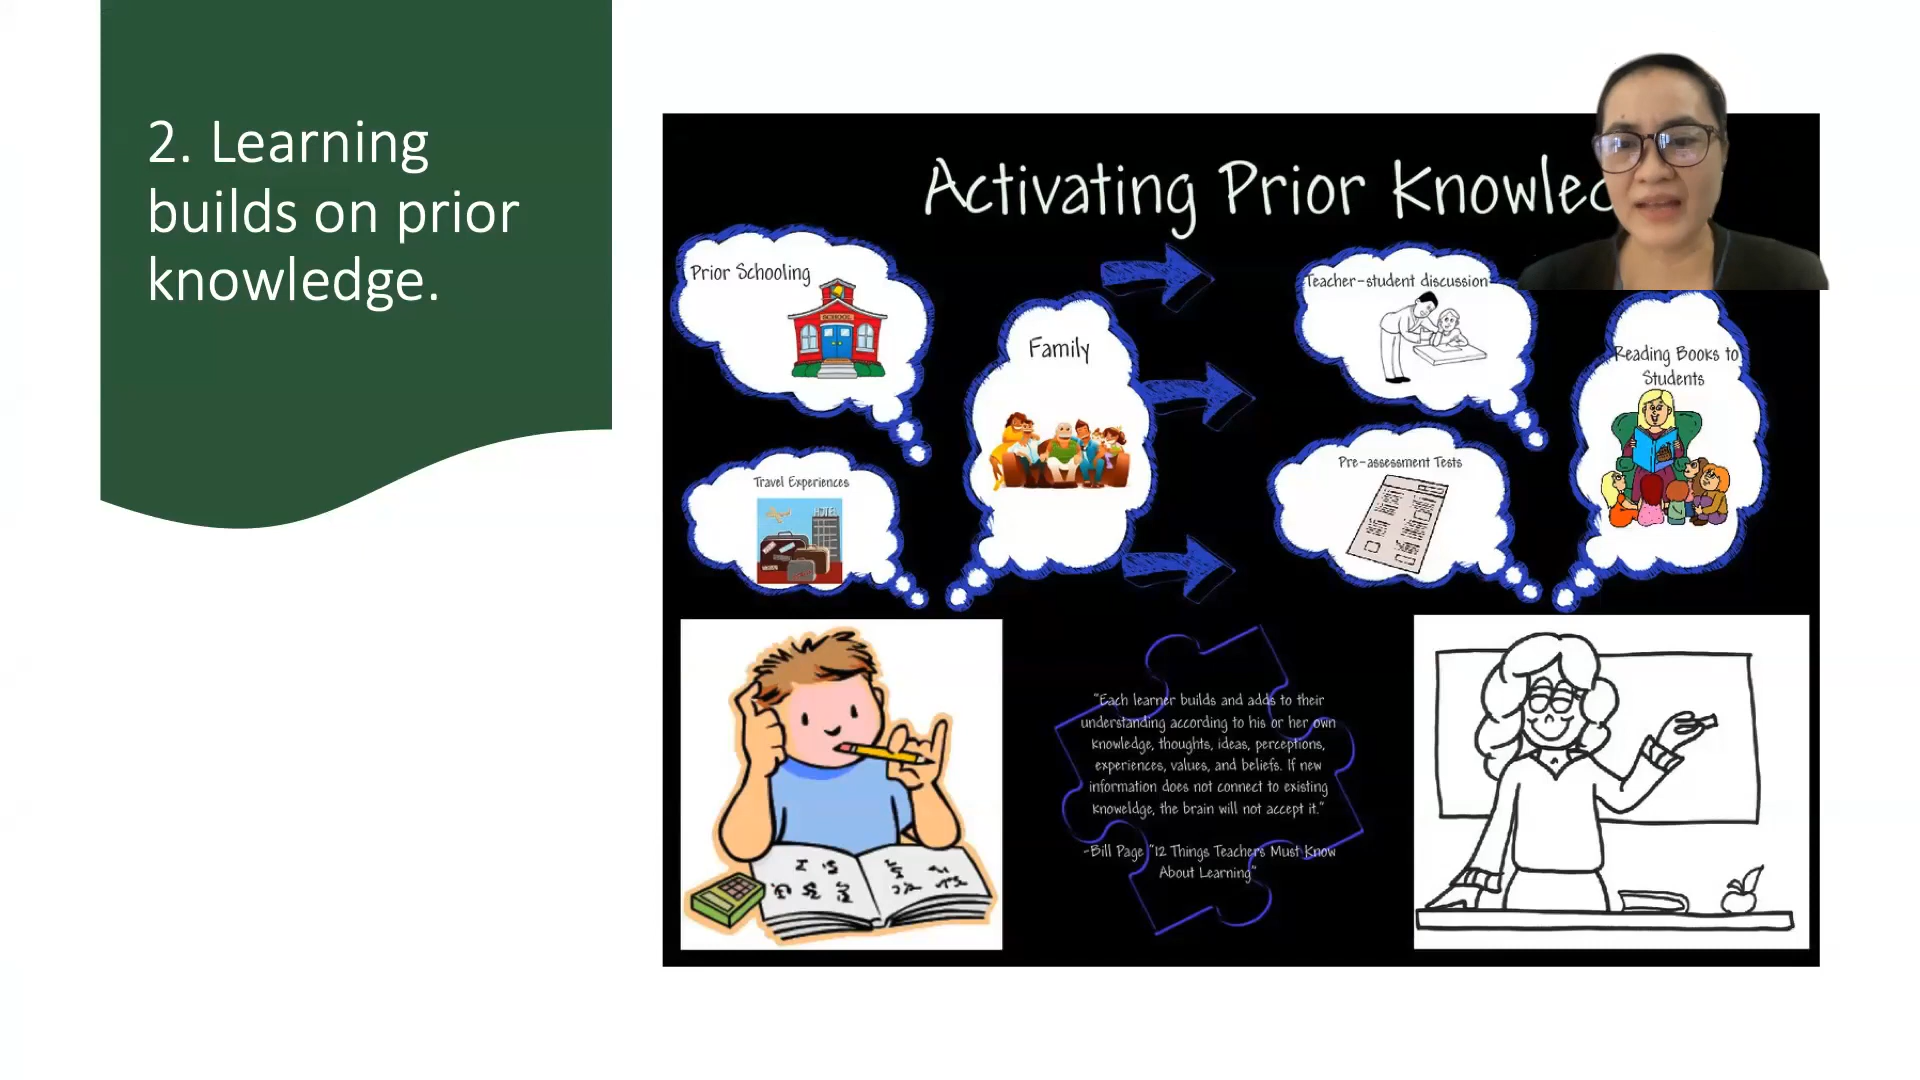 2. Learning
builds on prior
knowledge.
Activating Prior Knowled
Prior Schooling
SCHOOL
Family
Travel Experiences
HOTE
Teacher-student discussion
Reading Books to
Students
Pre-assessment Tests
"Each learner builds and adds to their
understanding according to his or her own
knowledge, thoughts, ideas, perceptions,
experiences, values, and beliefs. If new
information does not connect to existing
knoweldge, the brain will not accept it."
-Bill Page "12 Things Teachers Must Know
About Learning"